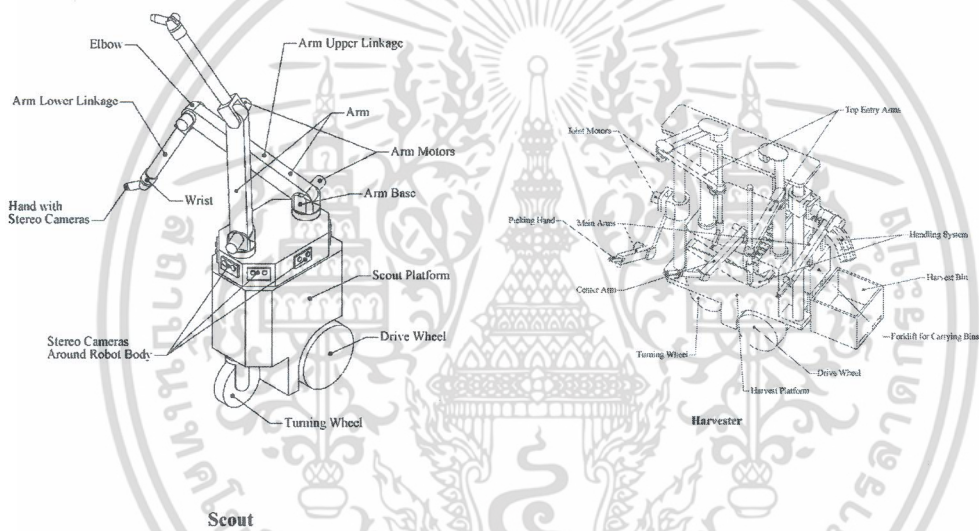 Elbow
Arm Upper Linkage
Arm Lower Linkage
Arm
Arm Motors
Arm Base
Wrist
Hand with
Stereo Cameras
Scout Platform
Stereo Cameras
Around Robot Body
Drive Wheel
Turning Wheel
Scout
Top Entry Arms
Joint Motors
Picking Hand
Main Arms
Handling System
Harvest Bin
Center Arm
Forklift for Carrying Bins
Turning Wheel
Drive Wheel
Harvest Platform
Harvester